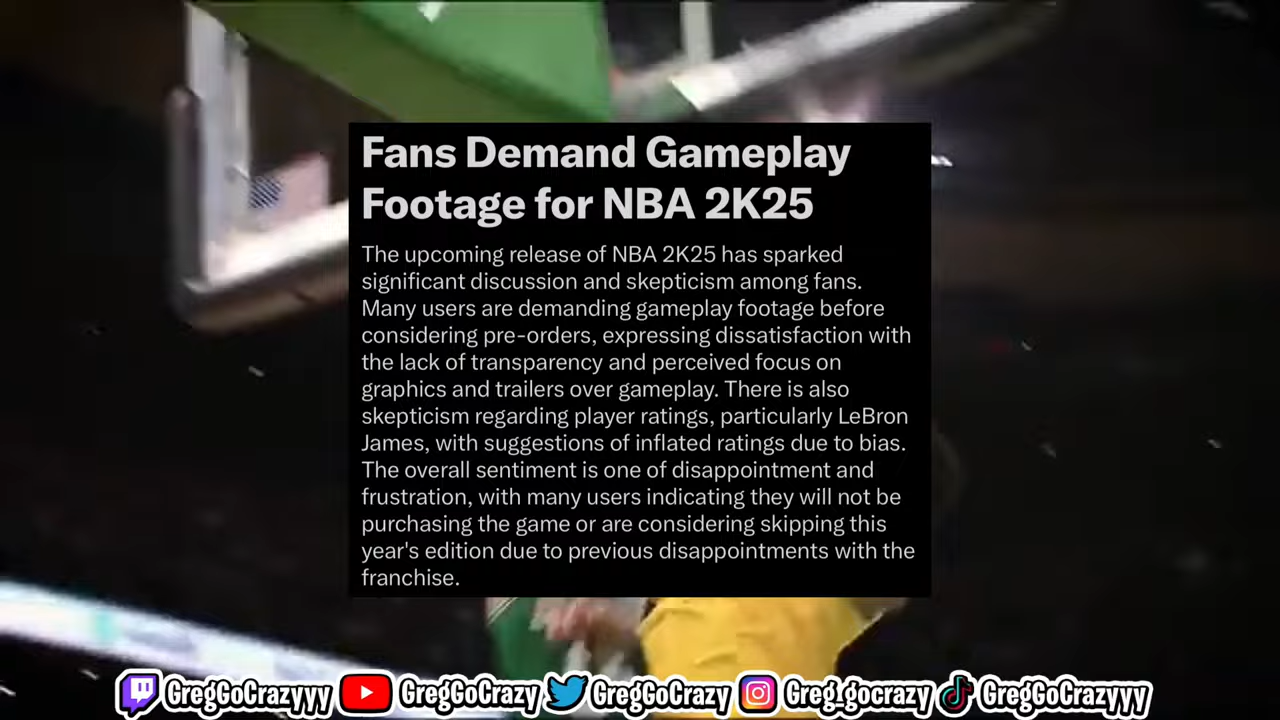 Fans Demand Gameplay
Footage for NBA 2K25
The upcoming release of NBA 2K25 has sparked
significant discussion and skepticism among fans.
Many users are demanding gameplay footage before
considering pre-orders, expressing dissatisfaction with
the lack of transparency and perceived focus on
graphics and trailers over gameplay. There is also
skepticism regarding player ratings, particularly LeBron
James, with suggestions of inflated ratings due to bias.
The overall sentiment is one of disappointment and
frustration, with many users indicating they will not be
purchasing the game or are considering skipping this
year's edition due to previous disappointments with the
franchise.
GregGoCrazyyy GregGoCrazy GregGoCrazy Greg_gocrazy GregGoCrazyyy